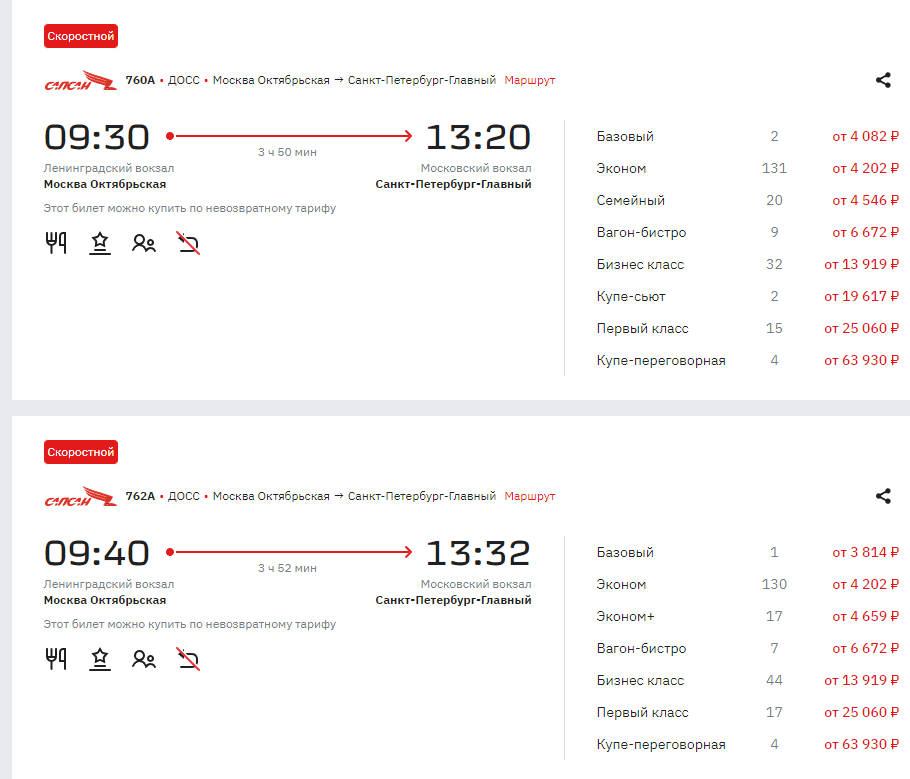 Скоростной
САПСАН 760А • ДОСС • Москва Октябрьская → Санкт-Петербург-Главный Маршрут
09:30 13:20
3 ч 50 мин
Ленинградский вокзал Московский вокзал
Москва Октябрьская Санкт-Петербург-Главный
Этот билет можно купить по невозвратному тарифу
Базовый 2 от 4 082 ₽
Эконом 131 от 4 202 ₽
Семейный 20 от 4 546 ₽
Вагон-бистро 9 от 6 672 ₽
Бизнес класс 32 от 13 919 ₽
Купе-сьют 2 от 19 617 ₽
Первый класс 15 от 25 060 ₽
Купе-переговорная 4 от 63 930 ₽
Скоростной
САПСАН 762А • ДОСС • Москва Октябрьская → Санкт-Петербург-Главный Маршрут
09:40 13:32
3 ч 52 мин
Ленинградский вокзал Московский вокзал
Москва Октябрьская Санкт-Петербург-Главный
Этот билет можно купить по невозвратному тарифу
Базовый 1 от 3 814 ₽
Эконом 130 от 4 202 ₽
Эконом+ 17 от 4 659 ₽
Вагон-бистро 7 от 6 672 ₽
Бизнес класс 44 от 13 919 ₽
Первый класс 17 от 25 060 ₽
Купе-переговорная 4 от 63 930 ₽